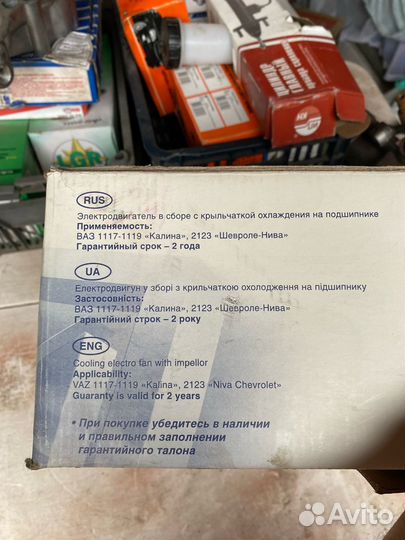 ЦИЛИНДР
ГЛАВНЫЙ
LGR
RUS
Электродвигатель в сборе с крыльчаткой охлаждения на подшипнике
Применяемость:
ВАЗ 1117-1119 «Калина», 2123 «Шевроле-Нива»
Гарантийный срок – 2 года
UA
Електродвигун у зборі з крильчаткою охолодження на підшипнику
Застосовність:
ВАЗ 1117-1119 «Калина», 2123 «Шевроле-Нива»
Гарантійний строк – 2 року
ENG
Cooling electro fan with impellor
Applicability:
VAZ 1117-1119 «Kalina», 2123 «Niva Chevrolet»
Guaranty is valid for 2 years
• При покупке убедитесь в наличии
и правильном заполнении
гарантийного талона
Avito